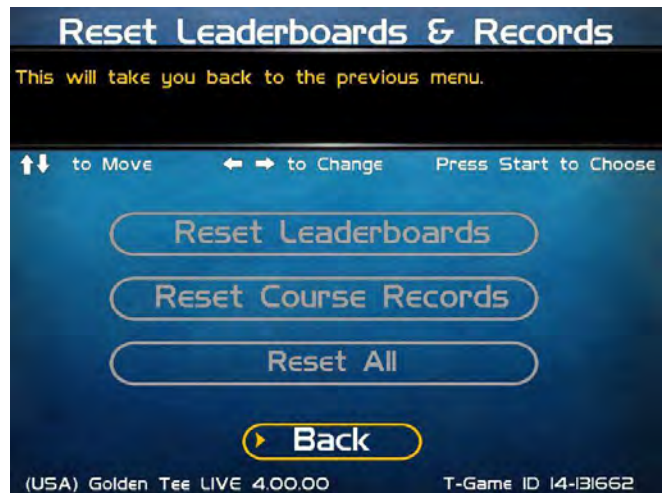 Reset Leaderboards & Records
This will take you back to the previous menu.
to Move to Change Press Start to Choose
Reset Leaderboards
Reset Course Records
Reset All
Back
(USA) Golden Tee LIVE 4.00.00 T-Game ID 14-131662